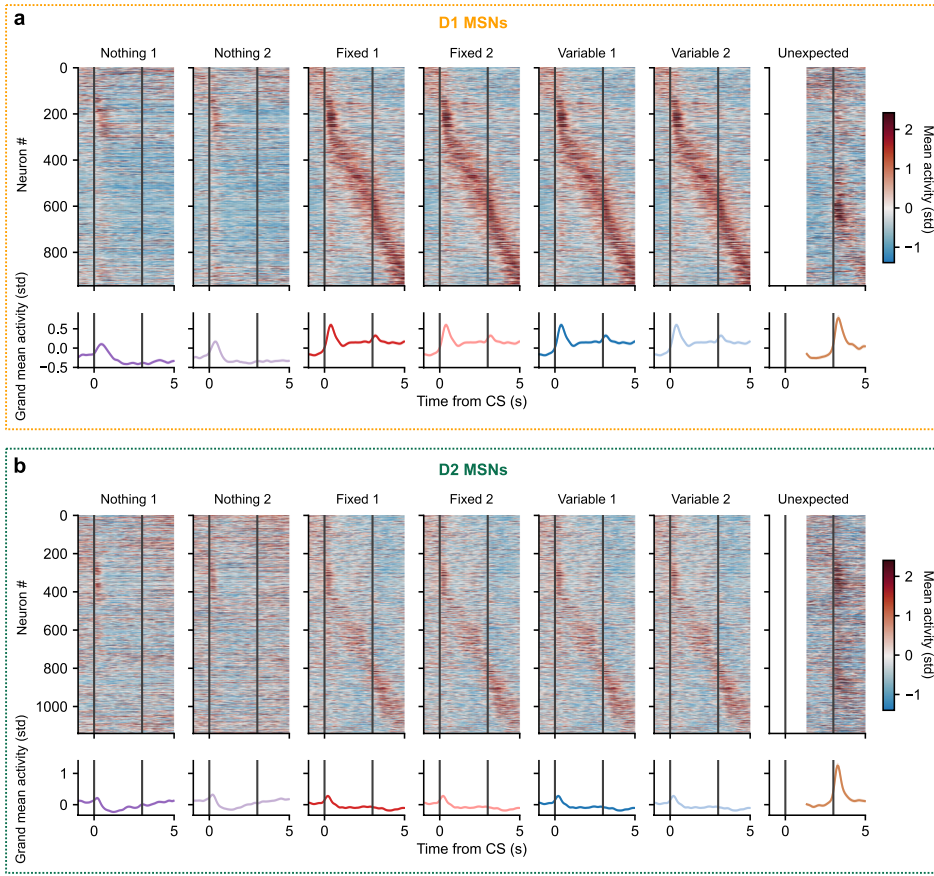 a
D1 MSNs
Nothing 1 Nothing 2 Fixed 1 Fixed 2 Variable 1 Variable 2 Unexpected
Neuron #
0
200
400
600
800
Mean activity (std)
2
1
0
−1
Grand mean activity (std)
0.5
0.0
−0.5
0 5 0 5 0 5 0 5 0 5 0 5 0 5
Time from CS (s)
b
D2 MSNs
Nothing 1 Nothing 2 Fixed 1 Fixed 2 Variable 1 Variable 2 Unexpected
Neuron #
0
200
400
600
800
1000
Mean activity (std)
2
1
0
−1
Grand mean activity (std)
1
0
0 5 0 5 0 5 0 5 0 5 0 5 0 5
Time from CS (s)